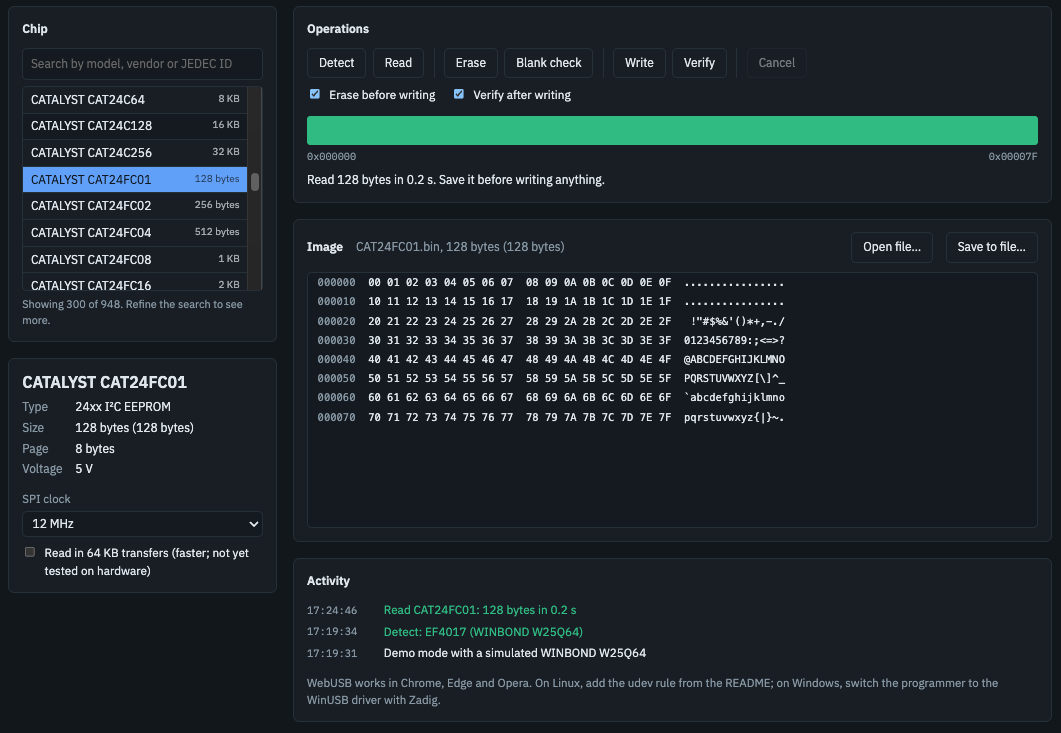 Chip
Search by model, vendor or JEDEC ID
CATALYST CAT24C64 8 KB
CATALYST CAT24C128 16 KB
CATALYST CAT24C256 32 KB
CATALYST CAT24FC01 128 bytes
CATALYST CAT24FC02 256 bytes
CATALYST CAT24FC04 512 bytes
CATALYST CAT24FC08 1 KB
CATALYST CAT24FC16 2 KB
Showing 300 of 948. Refine the search to see
more.
CATALYST CAT24FC01
Type 24xx I²C EEPROM
Size 128 bytes (128 bytes)
Page 8 bytes
Voltage 5 V
SPI clock
12 MHz
Read in 64 KB transfers (faster; not yet
tested on hardware)
Operations
Detect Read Erase Blank check Write Verify Cancel
Erase before writing Verify after writing
0x000000 0x00007F
Read 128 bytes in 0.2 s. Save it before writing anything.
Image CAT24FC01.bin, 128 bytes (128 bytes) Open file... Save to file...
000000 00 01 02 03 04 05 06 07 08 09 0A 0B 0C 0D 0E 0F ................
000010 10 11 12 13 14 15 16 17 18 19 1A 1B 1C 1D 1E 1F ................
000020 20 21 22 23 24 25 26 27 28 29 2A 2B 2C 2D 2E 2F !"#$%&'()*+,-./
000030 30 31 32 33 34 35 36 37 38 39 3A 3B 3C 3D 3E 3F 0123456789:;<=>?
000040 40 41 42 43 44 45 46 47 48 49 4A 4B 4C 4D 4E 4F @ABCDEFGHIJKLMNO
000050 50 51 52 53 54 55 56 57 58 59 5A 5B 5C 5D 5E 5F PQRSTUVWXYZ[\]^_
000060 60 61 62 63 64 65 66 67 68 69 6A 6B 6C 6D 6E 6F `abcdefghijklmno
000070 70 71 72 73 74 75 76 77 78 79 7A 7B 7C 7D 7E 7F pqrstuvwxyz{|}~.
Activity
17:24:46 Read CAT24FC01: 128 bytes in 0.2 s
17:19:34 Detect: EF4017 (WINBOND W25Q64)
17:19:31 Demo mode with a simulated WINBOND W25Q64
WebUSB works in Chrome, Edge and Opera. On Linux, add the udev rule from the README; on Windows, switch the programmer to the
WinUSB driver with Zadig.